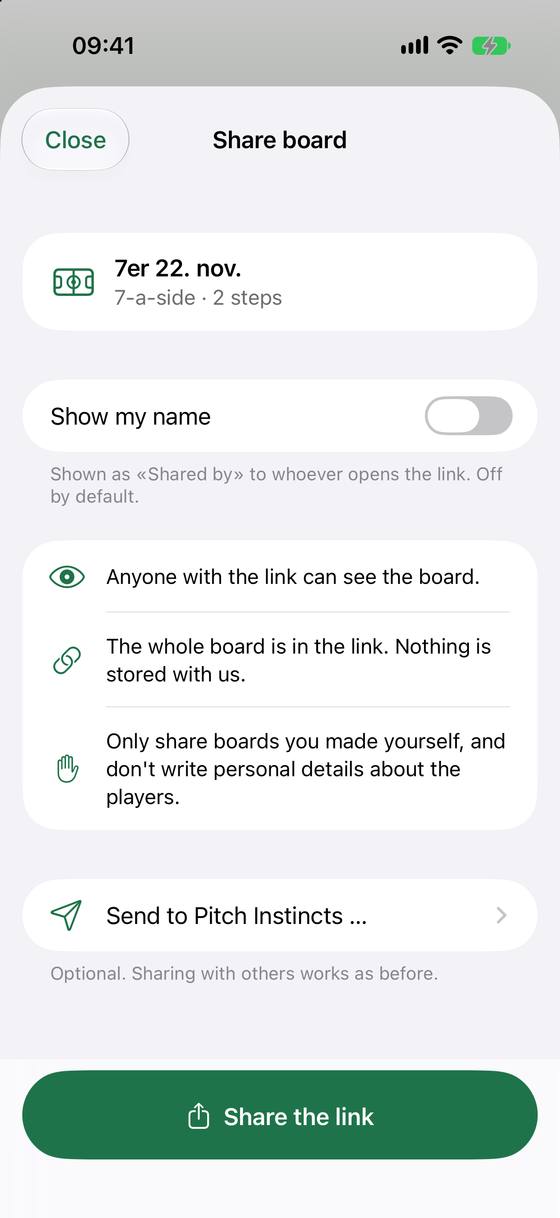 09:41
Close
Share board
7er 22. nov.
7-a-side · 2 steps
Show my name
Shown as «Shared by» to whoever opens the link. Off
by default.
Anyone with the link can see the board.
The whole board is in the link. Nothing is
stored with us.
Only share boards you made yourself, and
don't write personal details about the
players.
Send to Pitch Instincts ...
Optional. Sharing with others works as before.
Share the link